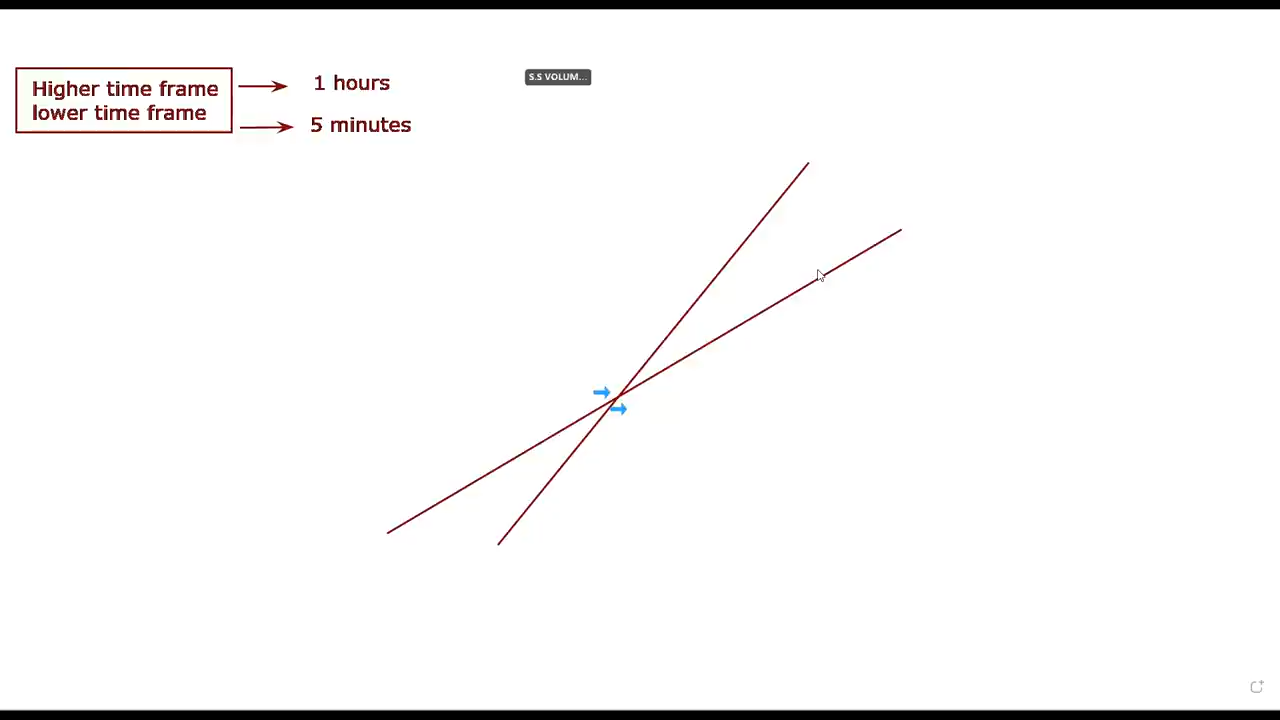 Higher time frame
lower time frame
1 hours
5 minutes
S.S VOLUM...